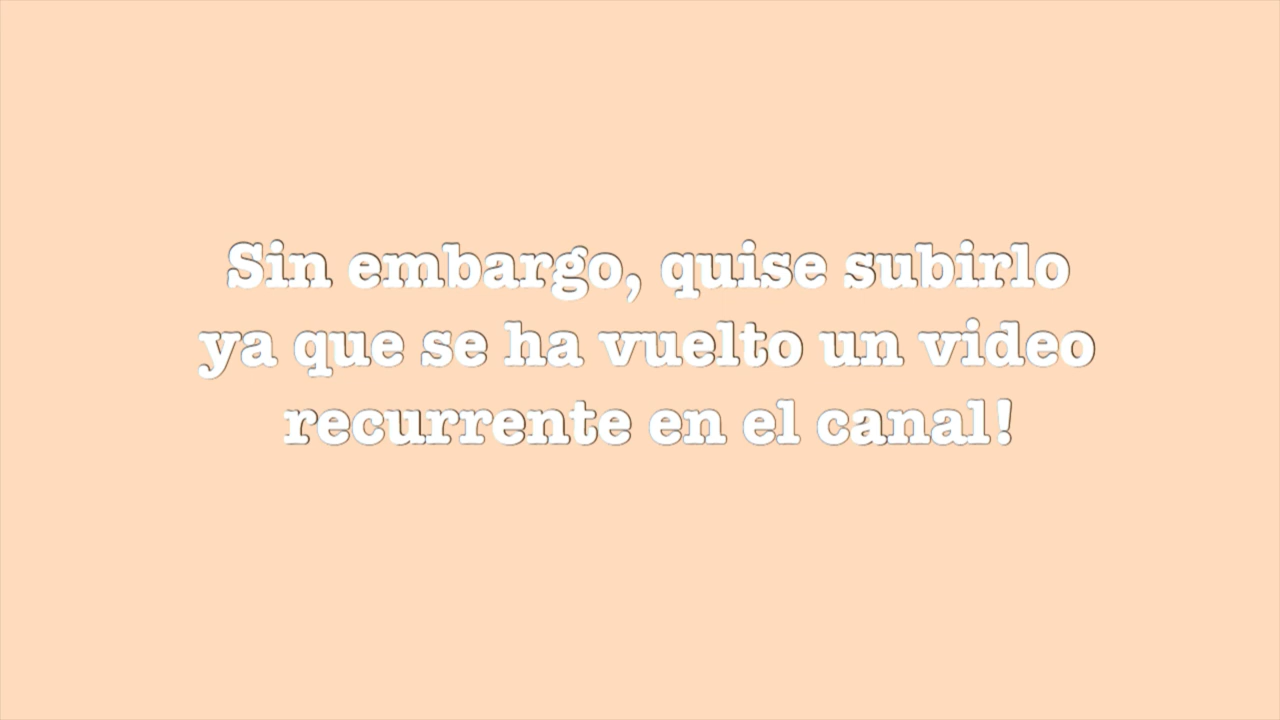 Sin embargo, quise subirlo
ya que se ha vuelto un video
recurrente en el canal!